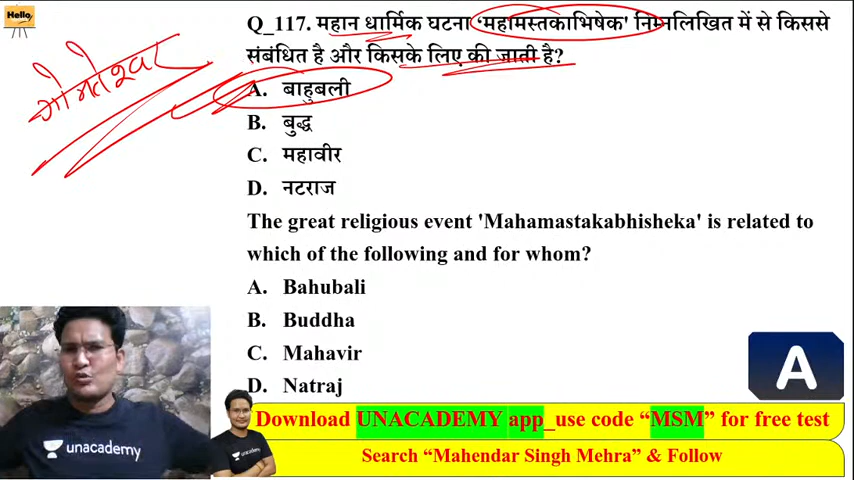 Hello
Q_117. महान धार्मिक घटना ‘महामस्तकाभिषेक' निम्नलिखित में से किससे
संबंधित है और किसके लिए की जाती है?
गोमतेश्वर
A. बाहुबली
B. बुद्ध
C. महावीर
D. नटराज
The great religious event 'Mahamastakabhisheka' is related to
which of the following and for whom?
A. Bahubali
B. Buddha
C. Mahavir
D. Natraj
A
unacademy
unacademy
Download UNACADEMY app_use code “MSM” for free test
Search “Mahendar Singh Mehra” & Follow